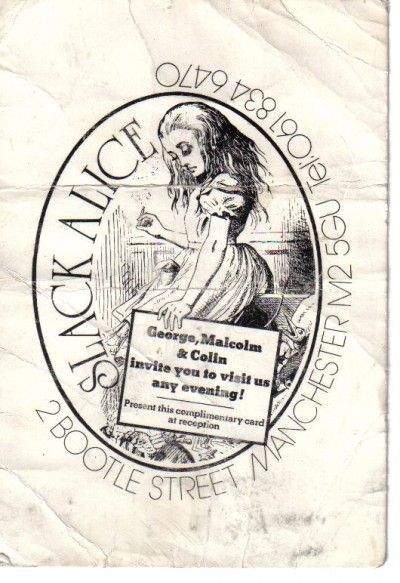 SLACK ALICE
2 BOOTLE STREET MANCHESTER M2 5GU Tel: 061 834 6470
George, Malcolm
& Colin
invite you to visit us
any evening!
Present this complimentary card
at reception